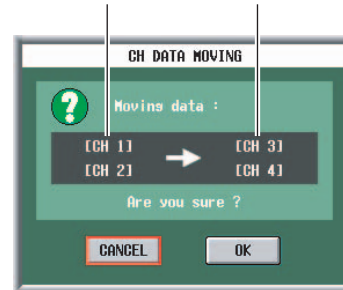 CH DATA MOVING
Moving data :
[CH 1] [CH 3]
[CH 2] [CH 4]
Are you sure ?
CANCEL OK